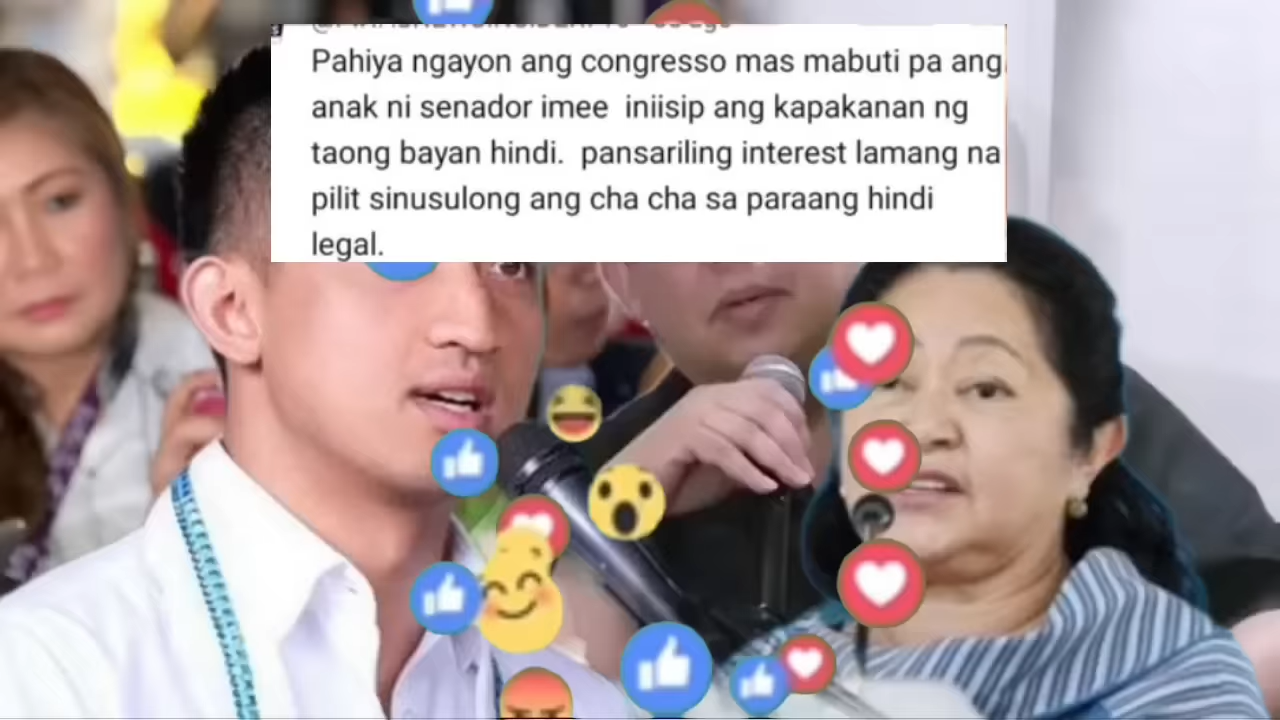 Pahiya ngayon ang congresso mas mabuti pa ang
anak ni senador imee iniisip ang kapakanan ng
taong bayan hindi. pansariling interest lamang na
pilit sinusulong ang cha cha sa paraang hindi
legal.